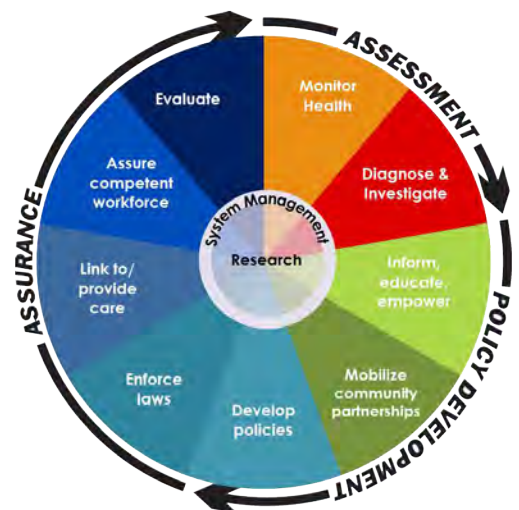 ASSESSMENT
Monitor
Health
Diagnose &
Investigate
POLICY DEVELOPMENT
Inform,
educate,
empower
Mobilize
community
partnerships
Develop
policies
ASSURANCE
Enforce
laws
Link to/
provide
care
Assure
competent
workforce
Evaluate
System Management
Research